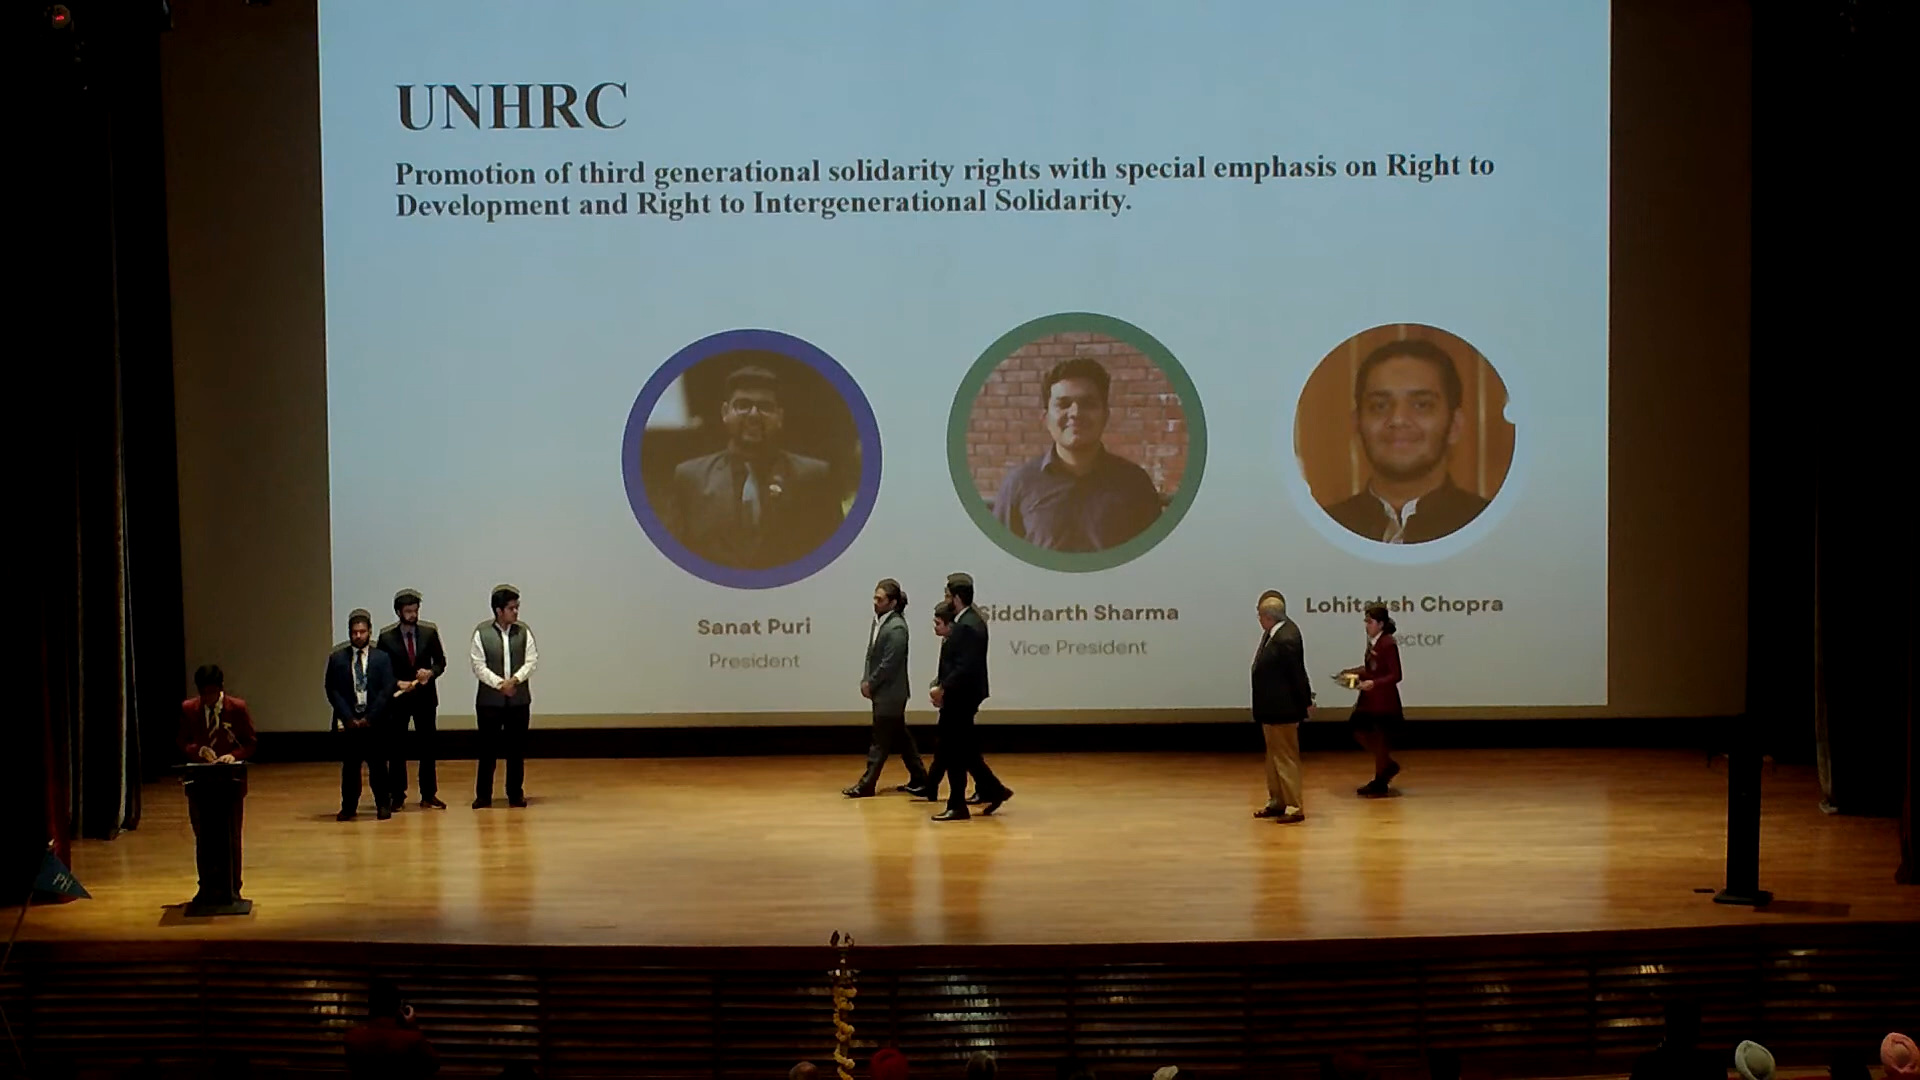 UNHRC
Promotion of third generational solidarity rights with special emphasis on Right to
Development and Right to Intergenerational Solidarity.
Sanat Puri
President
Siddharth Sharma
Vice President
Chopra
PH